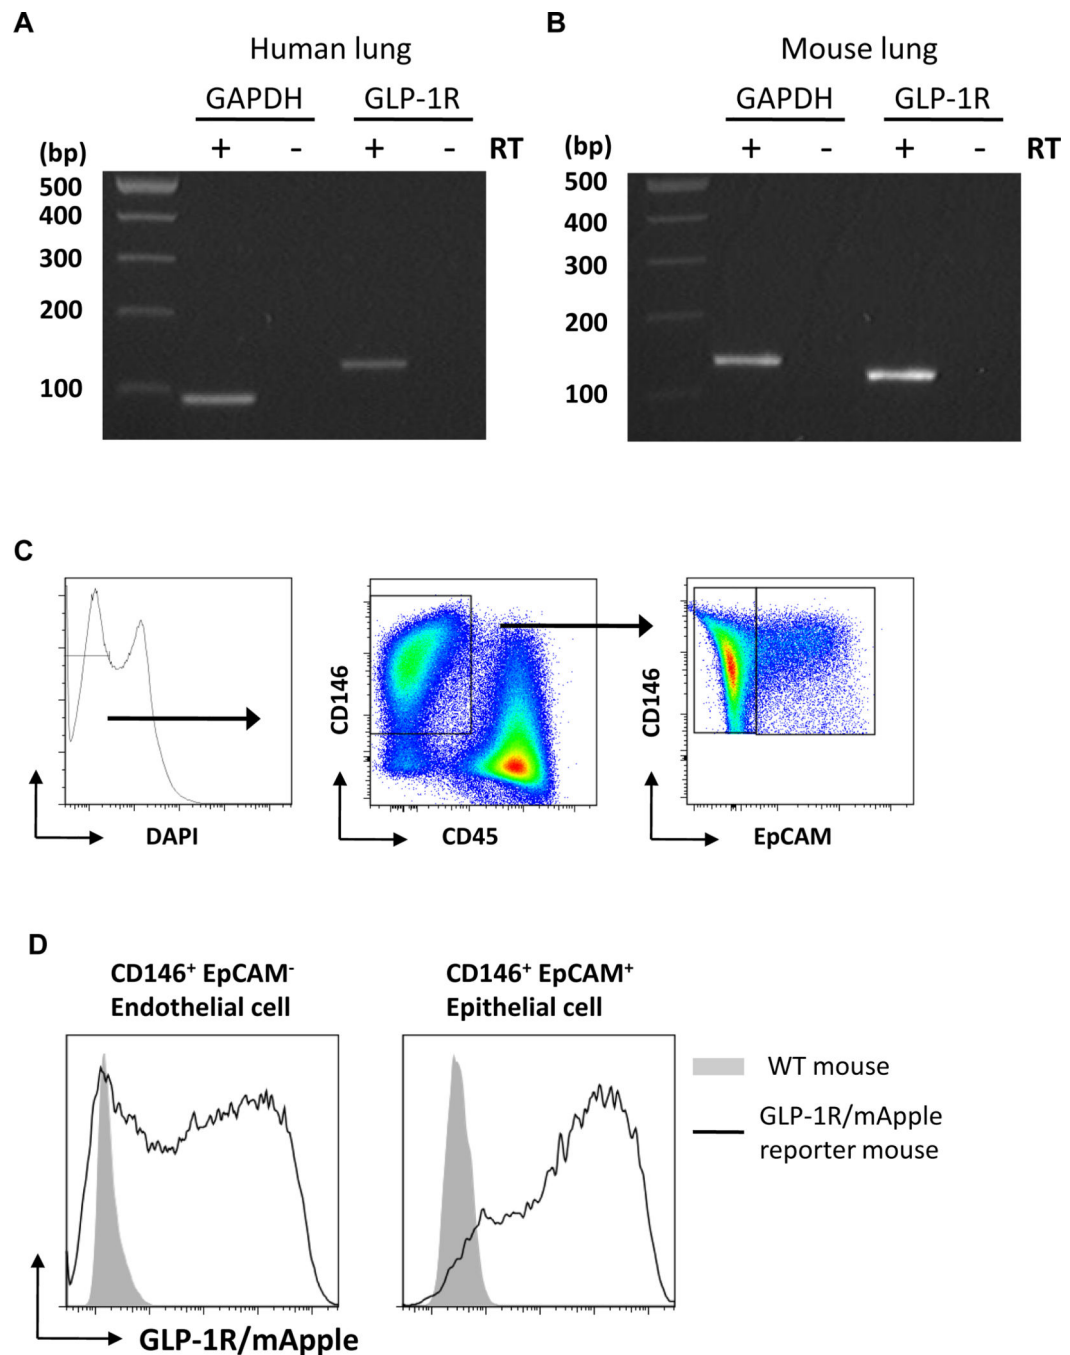 A
Human lung
GAPDH GLP-1R
(bp) + - + - RT
500
400
300
200
100
B
Mouse lung
GAPDH GLP-1R
(bp) + - + - RT
500
400
300
200
100
C
CD146
DAPI
CD146
CD45
CD146
EpCAM
D
CD146⁺ EpCAM⁻
Endothelial cell
CD146⁺ EpCAM⁺
Epithelial cell
WT mouse
GLP-1R/mApple
reporter mouse
GLP-1R/mApple